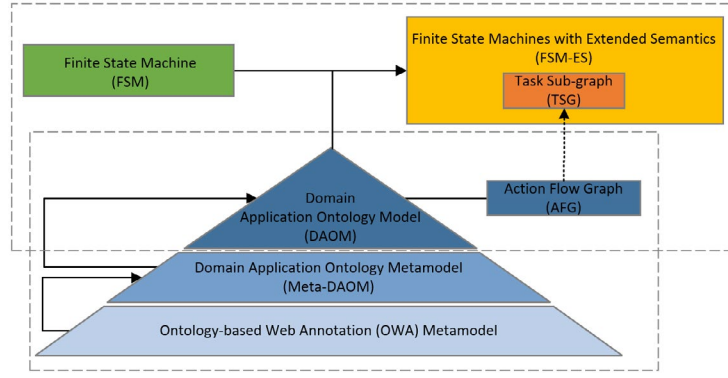 Finite State Machine
(FSM)
Finite State Machines with Extended Semantics
(FSM-ES)
Task Sub-graph
(TSG)
Domain
Application Ontology Model
(DAOM)
Action Flow Graph
(AFG)
Domain Application Ontology Metamodel
(Meta-DAOM)
Ontology-based Web Annotation (OWA) Metamodel